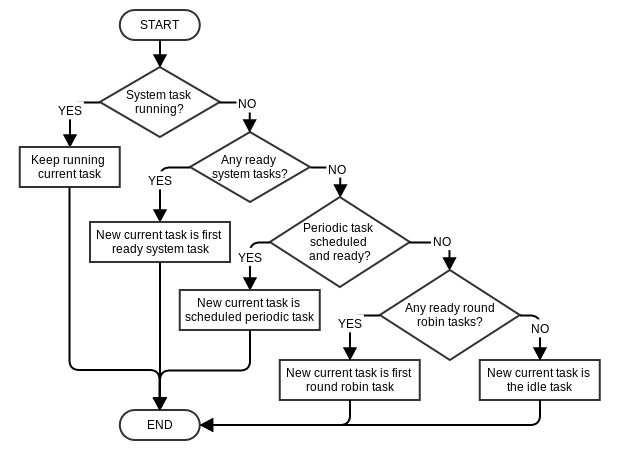 START
System task
running?
YES
NO
Keep running
current task
Any ready
system tasks?
YES
NO
New current task is first
ready system task
Periodic task
scheduled
and ready?
YES
NO
New current task is
scheduled periodic task
Any ready round
robin tasks?
YES
NO
New current task is first
round robin task
New current task is
the idle task
END